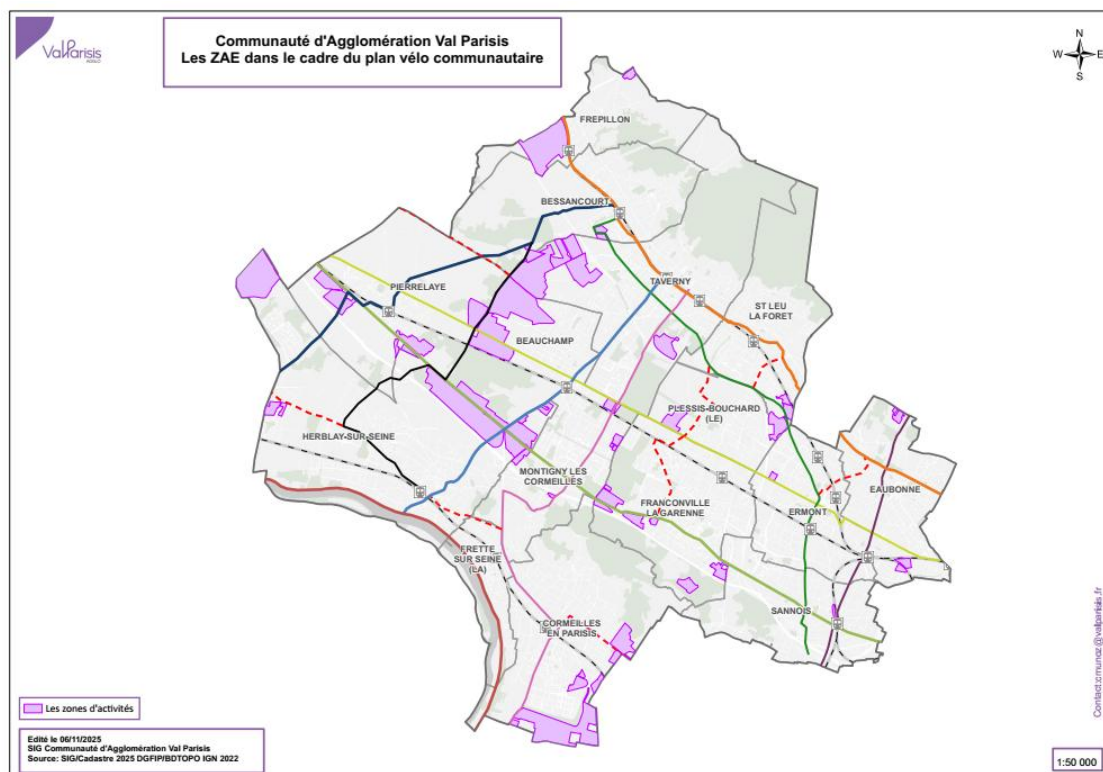 Val Parisis
AGGLO
Communauté d'Agglomération Val Parisis
Les ZAE dans le cadre du plan vélo communautaire
N
W E
S
FREPILLON
BESSANCOURT
TAVERNY
PIERRELAYE
ST LEU
LA FORET
BEAUCHAMP
PLESSIS-BOUCHARD
(LE)
HERBLAY-SUR-SEINE
MONTIGNY LES
CORMEILLES
EAUBONNE
FRANCONVILLE
LA GARENNE
ERMONT
FRETTE
SUR SEINE
(LA)
SANNOIS
CORMEILLES
EN PARISIS
Contact:cmunoz@valparisis.fr
Les zones d'activités
Edité le 06/11/2025
SIG Communauté d'Agglomération Val Parisis
Source: SIG/Cadastre 2025 DGFIP/BDTOPO IGN 2022
1:50 000